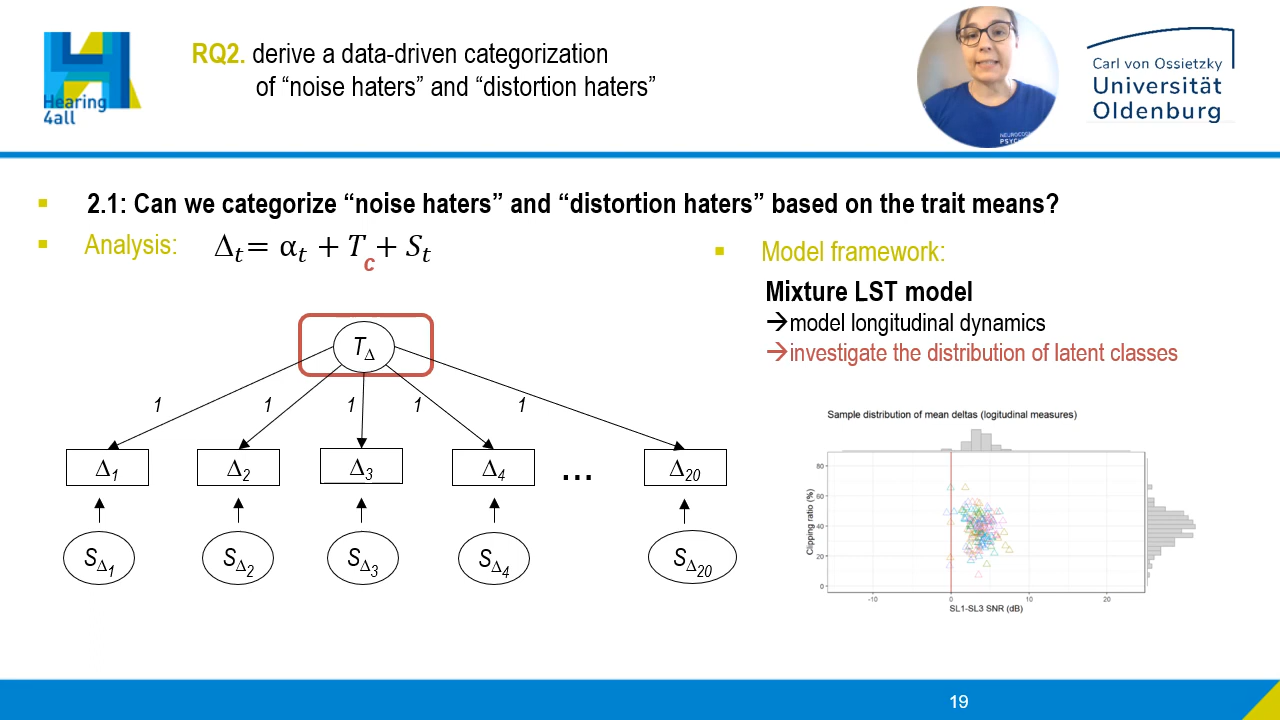 Hearing
4all
RQ2. derive a data-driven categorization
of “noise haters” and “distortion haters”
NEUROCOG
PSYC
Carl von Ossietzky
Universität
Oldenburg
2.1: Can we categorize “noise haters” and “distortion haters” based on the trait means?
Analysis: Δt = αt + Tc + St
TΔ
1 1 1 1 1
Δ1 Δ2 Δ3 Δ4 ... Δ20
SΔ1 SΔ2 SΔ3 SΔ4 SΔ20
Model framework:
Mixture LST model
→model longitudinal dynamics
→investigate the distribution of latent classes
Sample distribution of mean deltas (logitudinal measures)
Clipping ratio (%)
80
60
40
20
0
-10 0 10 20
SL1-SL3 SNR (dB)
19